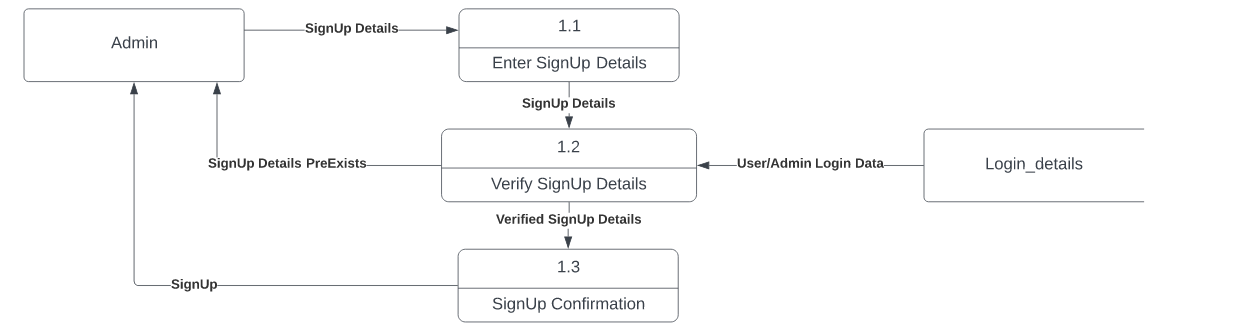 Admin
SignUp Details
1.1
Enter SignUp Details
SignUp Details
1.2
Verify SignUp Details
SignUp Details PreExists
User/Admin Login Data
Login_details
Verified SignUp Details
1.3
SignUp Confirmation
SignUp